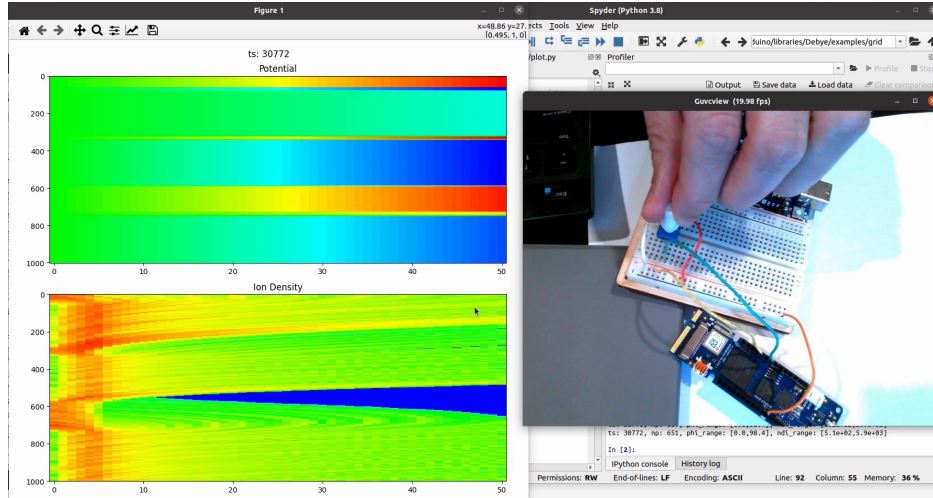 Figure 1
x=48.86 y=27.
[0.495, 1, 0]
ts: 30772
Potential
0
200
400
600
800
1000
0
10
20
30
40
50
Ion Density
0
200
400
600
800
1000
0
10
20
30
40
50
Spyder (Python 3.8)
ects Tools View Help
/plot.py
duino/libraries/Debye/examples/grid
Profiler
Profile
Stop
Output
Save data
Load data
Clear comparison
Guvcview (19.98 fps)
ts: 30772, np: 651, phi_range: [0.0,98.4], ndi_range: [5.1e+02,5.9e+03]
In [2]:
IPython console
History log
Permissions: RW
End-of-lines: LF
Encoding: ASCII
Line: 92
Column: 55
Memory: 36 %